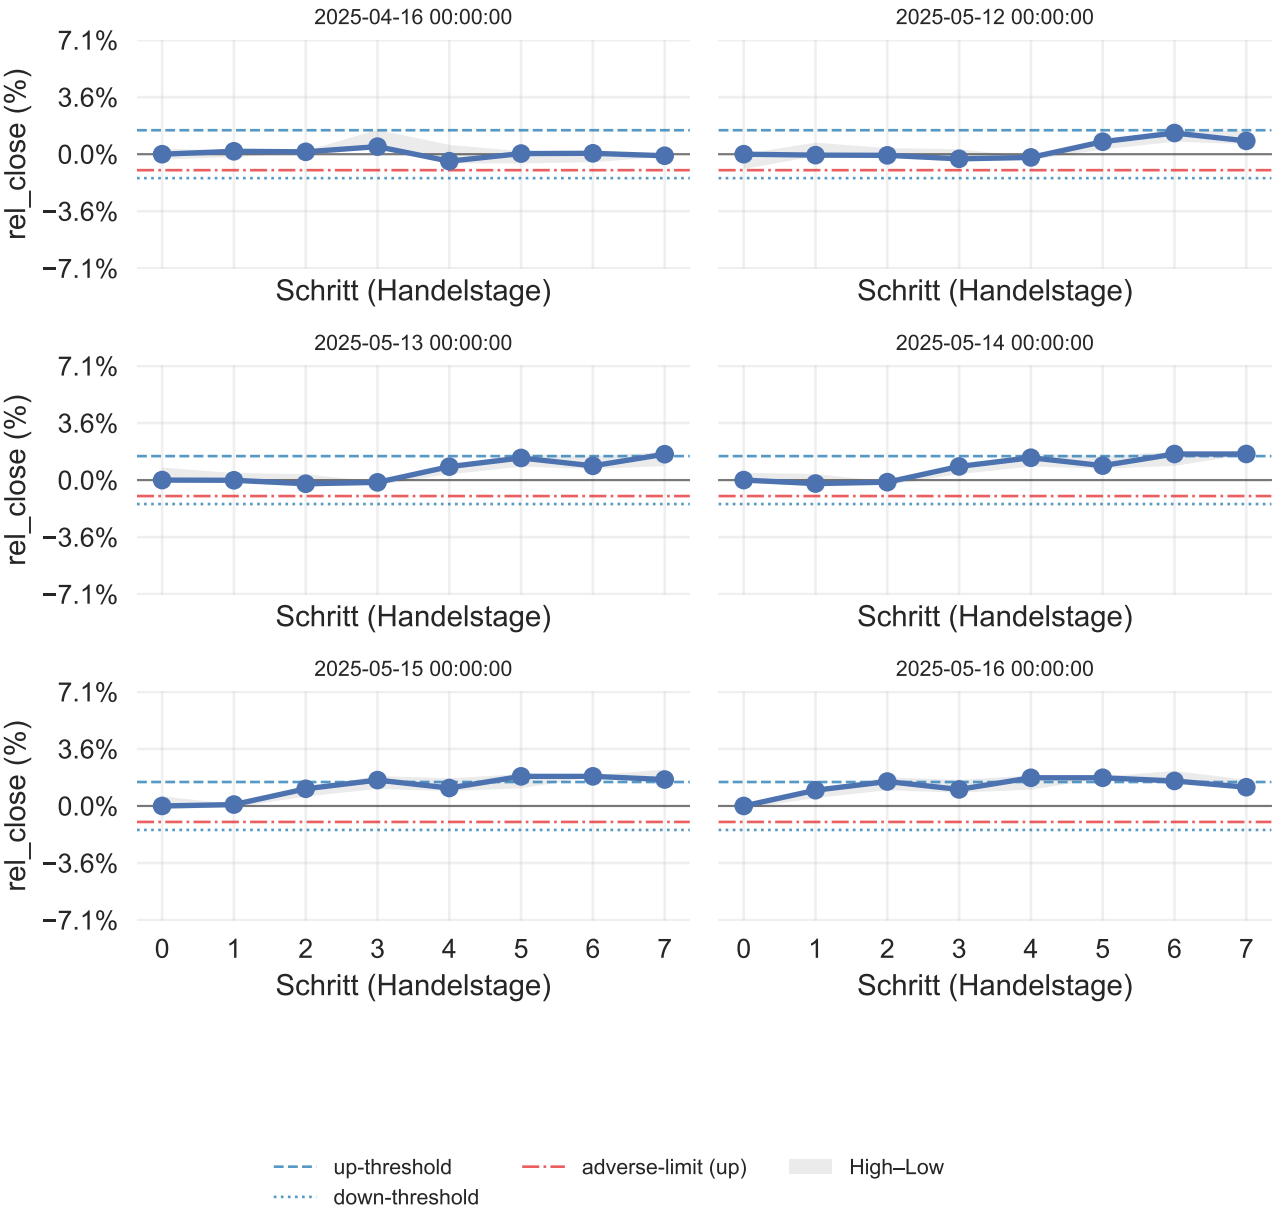 2025-04-16 00:00:00
2025-05-12 00:00:00
7.1%
3.6%
0.0%
−3.6%
−7.1%
rel_close (%)
Schritt (Handelstage)
Schritt (Handelstage)
2025-05-13 00:00:00
2025-05-14 00:00:00
7.1%
3.6%
0.0%
−3.6%
−7.1%
rel_close (%)
Schritt (Handelstage)
Schritt (Handelstage)
2025-05-15 00:00:00
2025-05-16 00:00:00
7.1%
3.6%
0.0%
−3.6%
−7.1%
rel_close (%)
0 1 2 3 4 5 6 7
0 1 2 3 4 5 6 7
Schritt (Handelstage)
Schritt (Handelstage)
up-threshold
down-threshold
adverse-limit (up)
High–Low